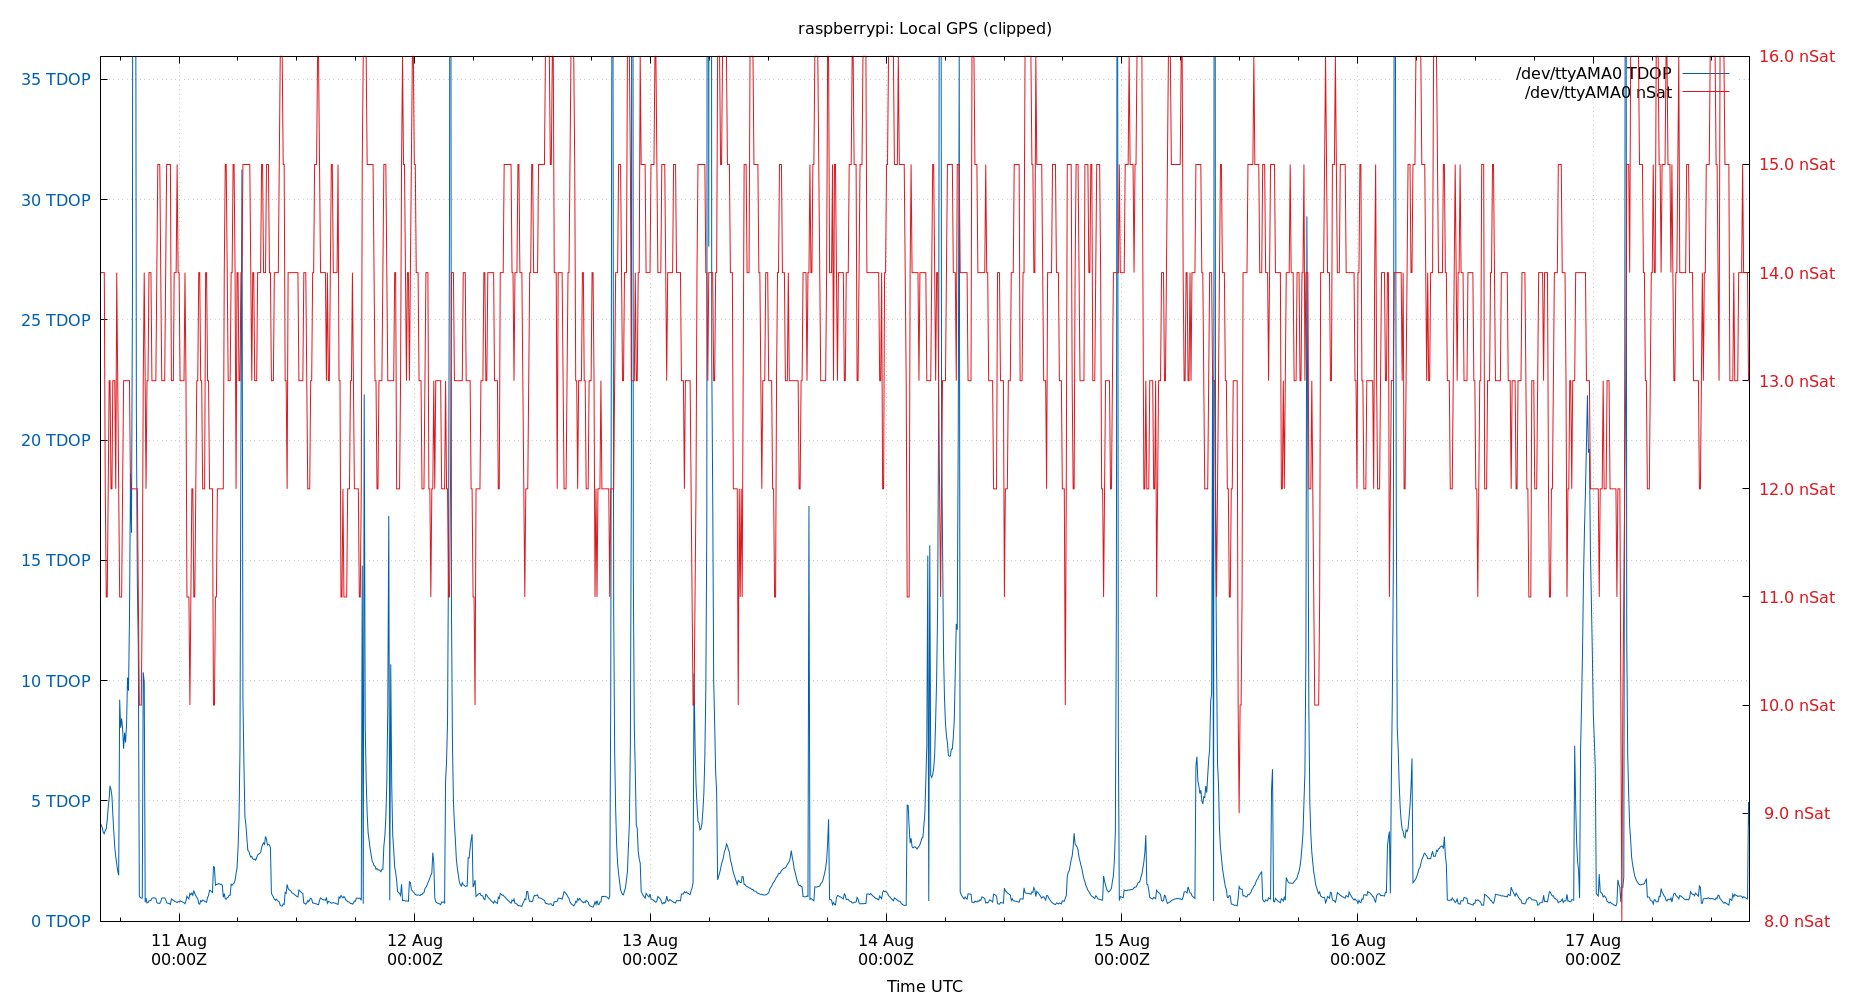 raspberrypi: Local GPS (clipped)
35 TDOP
30 TDOP
25 TDOP
20 TDOP
15 TDOP
10 TDOP
5 TDOP
0 TDOP
16.0 nSat
15.0 nSat
14.0 nSat
13.0 nSat
12.0 nSat
11.0 nSat
10.0 nSat
9.0 nSat
8.0 nSat
/dev/ttyAMA0 TDOP
/dev/ttyAMA0 nSat
11 Aug
00:00Z
12 Aug
00:00Z
13 Aug
00:00Z
14 Aug
00:00Z
15 Aug
00:00Z
16 Aug
00:00Z
17 Aug
00:00Z
Time UTC